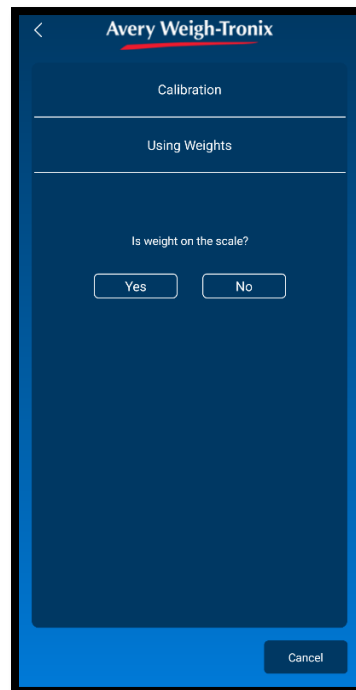 Avery Weigh-Tronix
Calibration
Using Weights
Is weight on the scale?
Yes No
Cancel